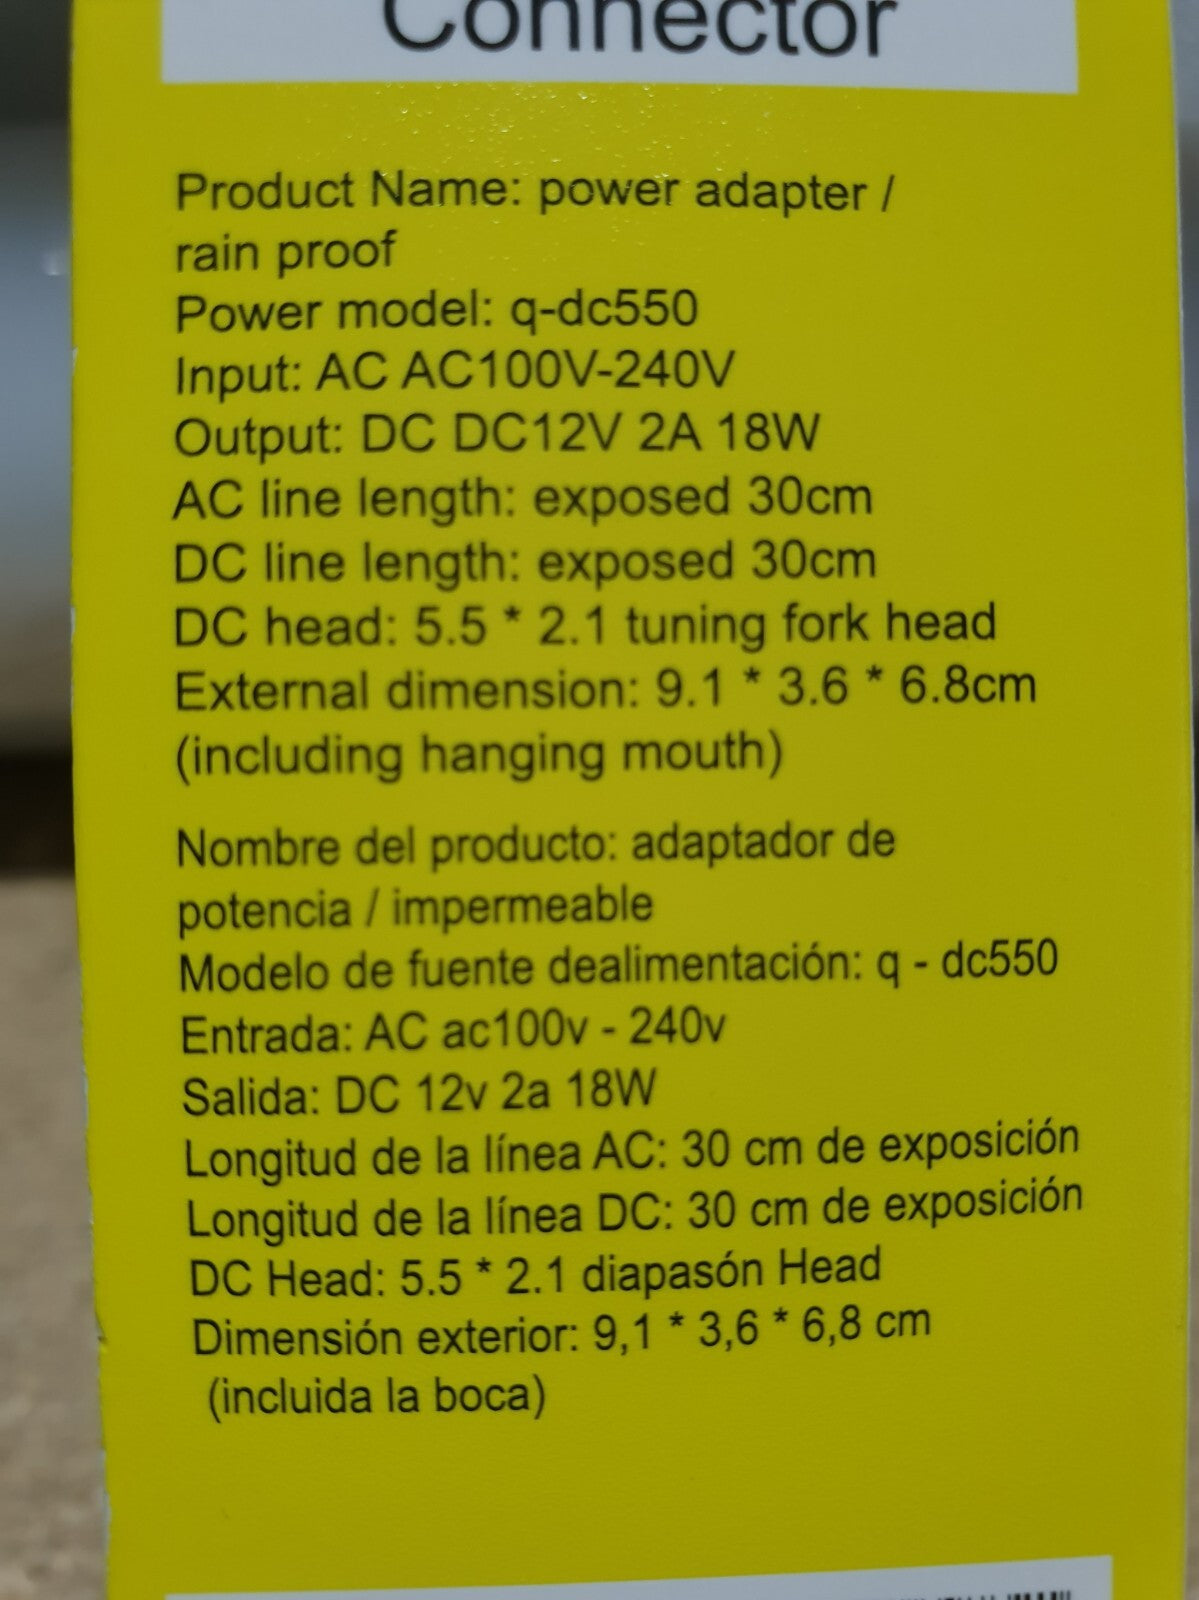 Connector
Product Name: power adapter /
rain proof
Power model: q-dc550
Input: AC AC100V-240V
Output: DC DC12V 2A 18W
AC line length: exposed 30cm
DC line length: exposed 30cm
DC head: 5.5 * 2.1 tuning fork head
External dimension: 9.1 * 3.6 * 6.8cm
(including hanging mouth)
Nombre del producto: adaptador de
potencia / impermeable
Modelo de fuente dealimentación: q - dc550
Entrada: AC ac100v - 240v
Salida: DC 12v 2a 18W
Longitud de la línea AC: 30 cm de exposición
Longitud de la línea DC: 30 cm de exposición
DC Head: 5.5 * 2.1 diapasón Head
Dimensión exterior: 9,1 * 3,6 * 6,8 cm
(incluida la boca)